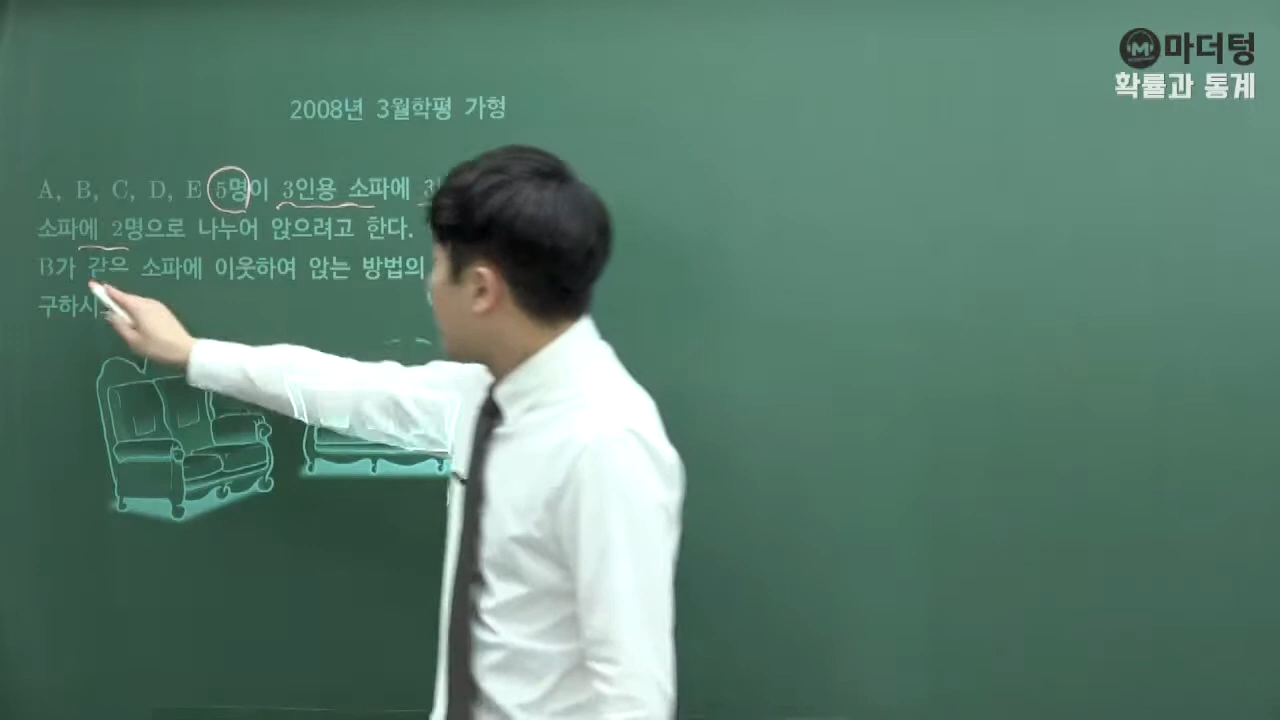 마더텅
확률과 통계
2008년 3월학평 가형
A, B, C, D, E 5명이 3인용 소파에
소파에 2명으로 나누어 앉으려고 한다.
B가 같은 소파에 이웃하여 앉는 방법의
구하시오